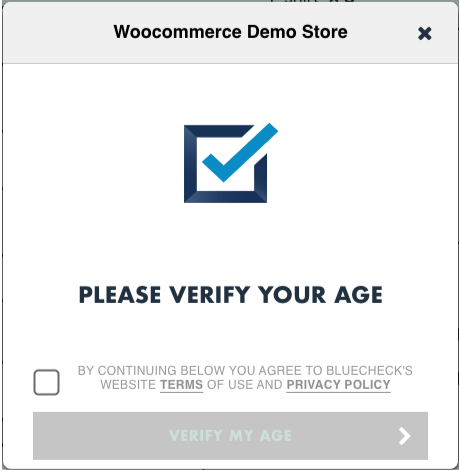 Woocommerce Demo Store
PLEASE VERIFY YOUR AGE
BY CONTINUING BELOW YOU AGREE TO BLUECHECK'S
WEBSITE TERMS OF USE AND PRIVACY POLICY
VERIFY MY AGE